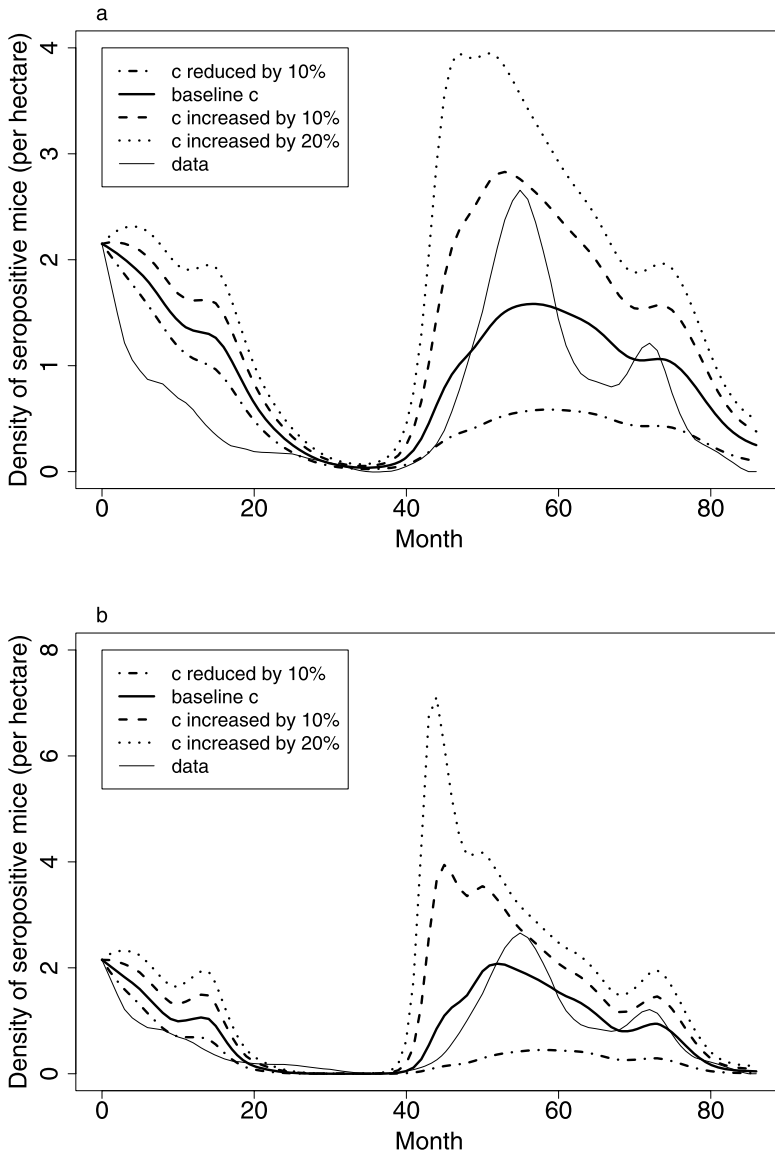 a
4
3
2
1
0
Density of seropositive mice (per hectare)
c reduced by 10%
baseline c
c increased by 10%
c increased by 20%
data
0 20 40 60 80
Month
b
8
6
4
2
0
Density of seropositive mice (per hectare)
c reduced by 10%
baseline c
c increased by 10%
c increased by 20%
data
0 20 40 60 80
Month